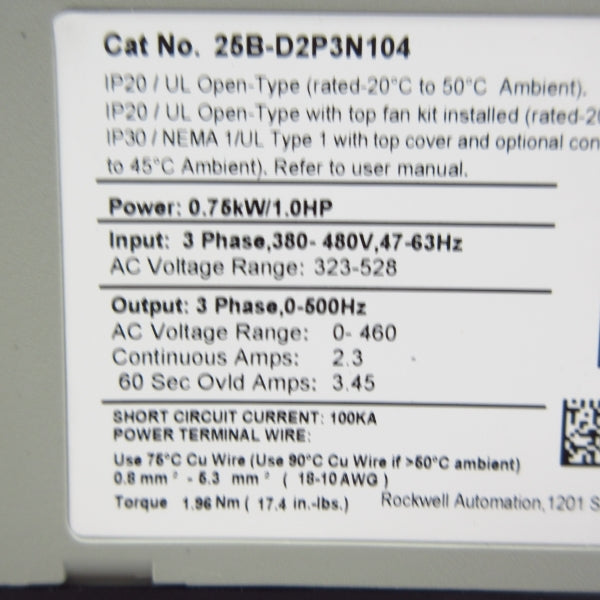 Cat No. 25B-D2P3N104
IP20 / UL Open-Type (rated-20°C to 50°C Ambient).
IP20 / UL Open-Type with top fan kit installed (rated-20
IP30 / NEMA 1/UL Type 1 with top cover and optional con
to 45°C Ambient). Refer to user manual.
Power: 0.75kW/1.0HP
Input: 3 Phase,380- 480V,47-63Hz
AC Voltage Range: 323-528
Output: 3 Phase,0-500Hz
AC Voltage Range: 0- 460
Continuous Amps: 2.3
60 Sec Ovld Amps: 3.45
SHORT CIRCUIT CURRENT: 100KA
POWER TERMINAL WIRE:
Use 75°C Cu Wire (Use 90°C Cu Wire if >50°C ambient)
0.8 mm² - 5.3 mm² ( 18-10 AWG )
Torque 1.96 Nm ( 17.4 in.-lbs.) Rockwell Automation, 1201 S